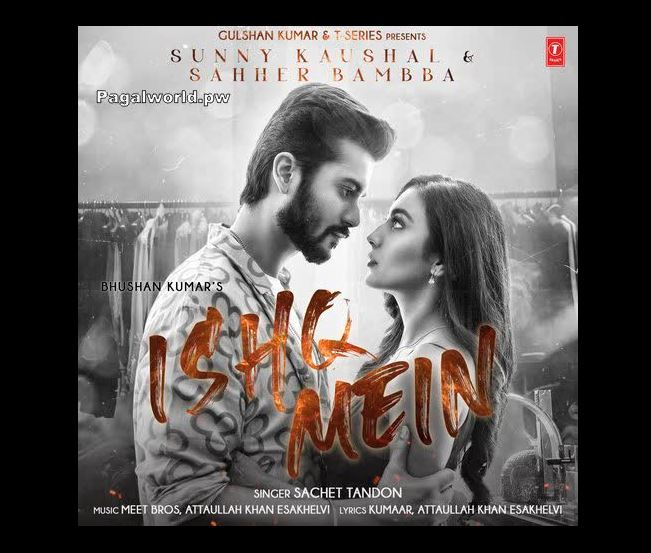 GULSHAN KUMAR & T-SERIES PRESENTS
SUNNY KAUSHAL &
SAHHER BAMBBA
T-SERIES
Pagalworld.pw
BHUSHAN KUMAR'S
ISHQ
MEIN
SINGER SACHET TANDON
MUSIC MEET BROS, ATTAULLAH KHAN ESAKHELVI LYRICS KUMAAR, ATTAULLAH KHAN ESAKHELVI